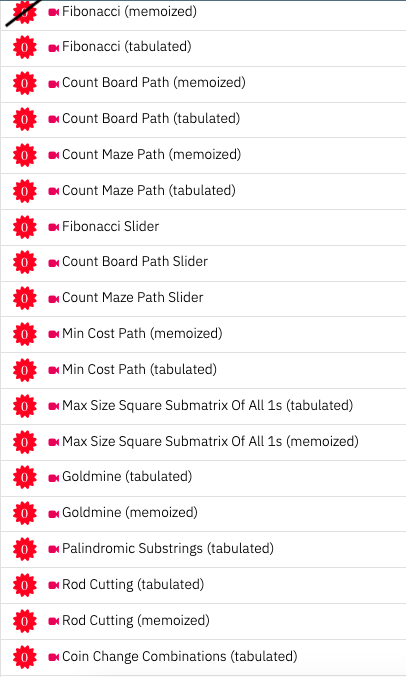 Fibonacci (memoized)
0 Fibonacci (tabulated)
0 Count Board Path (memoized)
0 Count Board Path (tabulated)
0 Count Maze Path (memoized)
0 Count Maze Path (tabulated)
0 Fibonacci Slider
0 Count Board Path Slider
0 Count Maze Path Slider
0 Min Cost Path (memoized)
0 Min Cost Path (tabulated)
0 Max Size Square Submatrix Of All 1s (tabulated)
0 Max Size Square Submatrix Of All 1s (memoized)
0 Goldmine (tabulated)
0 Goldmine (memoized)
0 Palindromic Substrings (tabulated)
0 Rod Cutting (tabulated)
0 Rod Cutting (memoized)
0 Coin Change Combinations (tabulated)